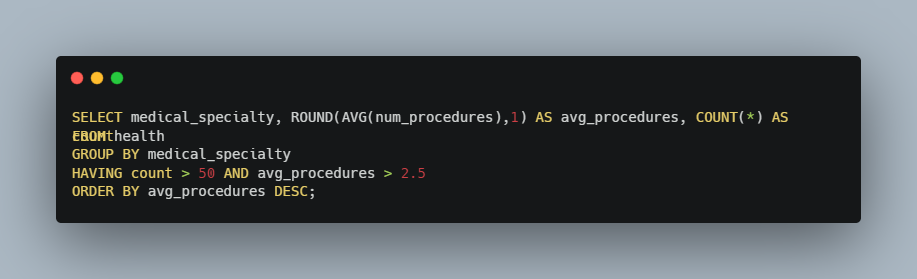 SELECT medical_specialty, ROUND(AVG(num_procedures),1) AS avg_procedures, COUNT(*) AS
FROM health
GROUP BY medical_specialty
HAVING count > 50 AND avg_procedures > 2.5
ORDER BY avg_procedures DESC;